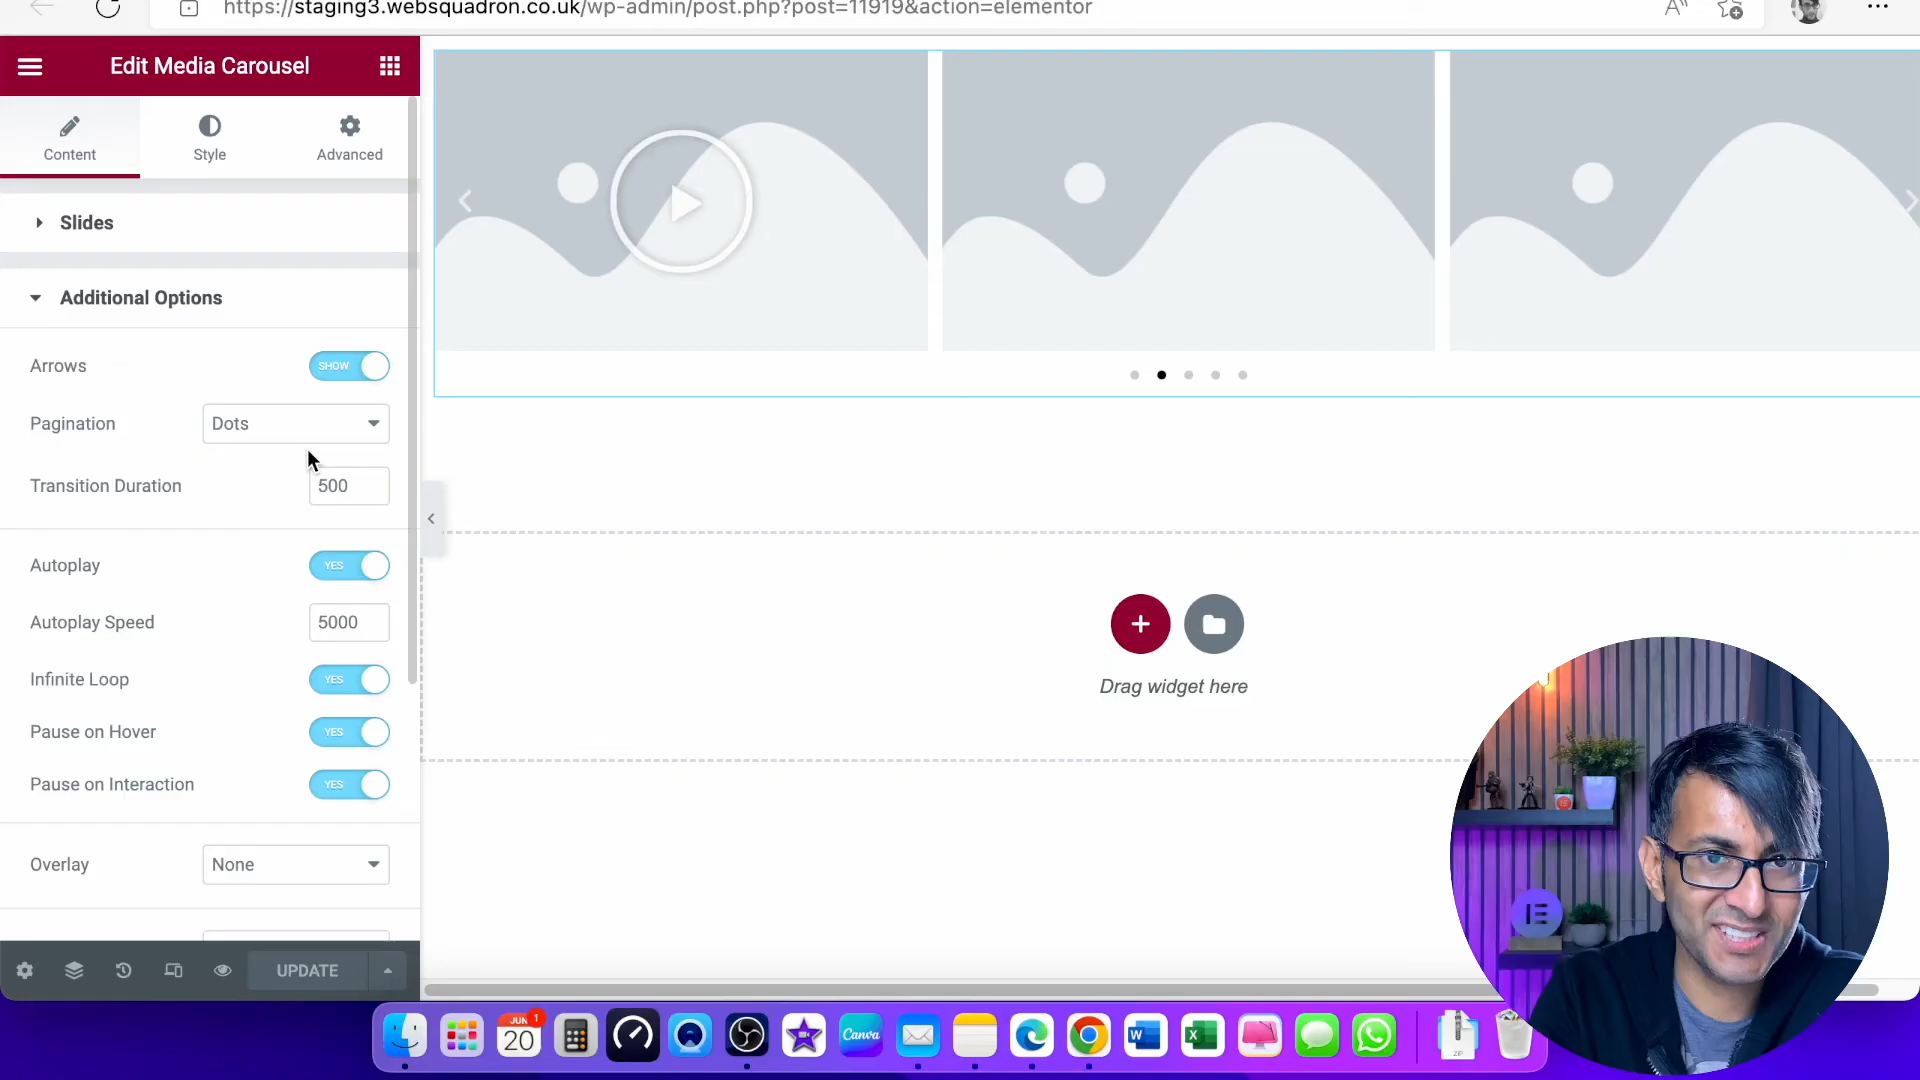 https://staging3.websquadron.co.uk/wp-admin/post.php?post=11919&action=elementor
Edit Media Carousel
Content
Style
Advanced
Slides
Additional Options
Arrows
SHOW
Pagination
Dots
Transition Duration
500
Autoplay
YES
Autoplay Speed
5000
Infinite Loop
YES
Pause on Hover
YES
Pause on Interaction
YES
Overlay
None
UPDATE
Drag widget here
JUN
1
20
Canva
W
X
ZIP